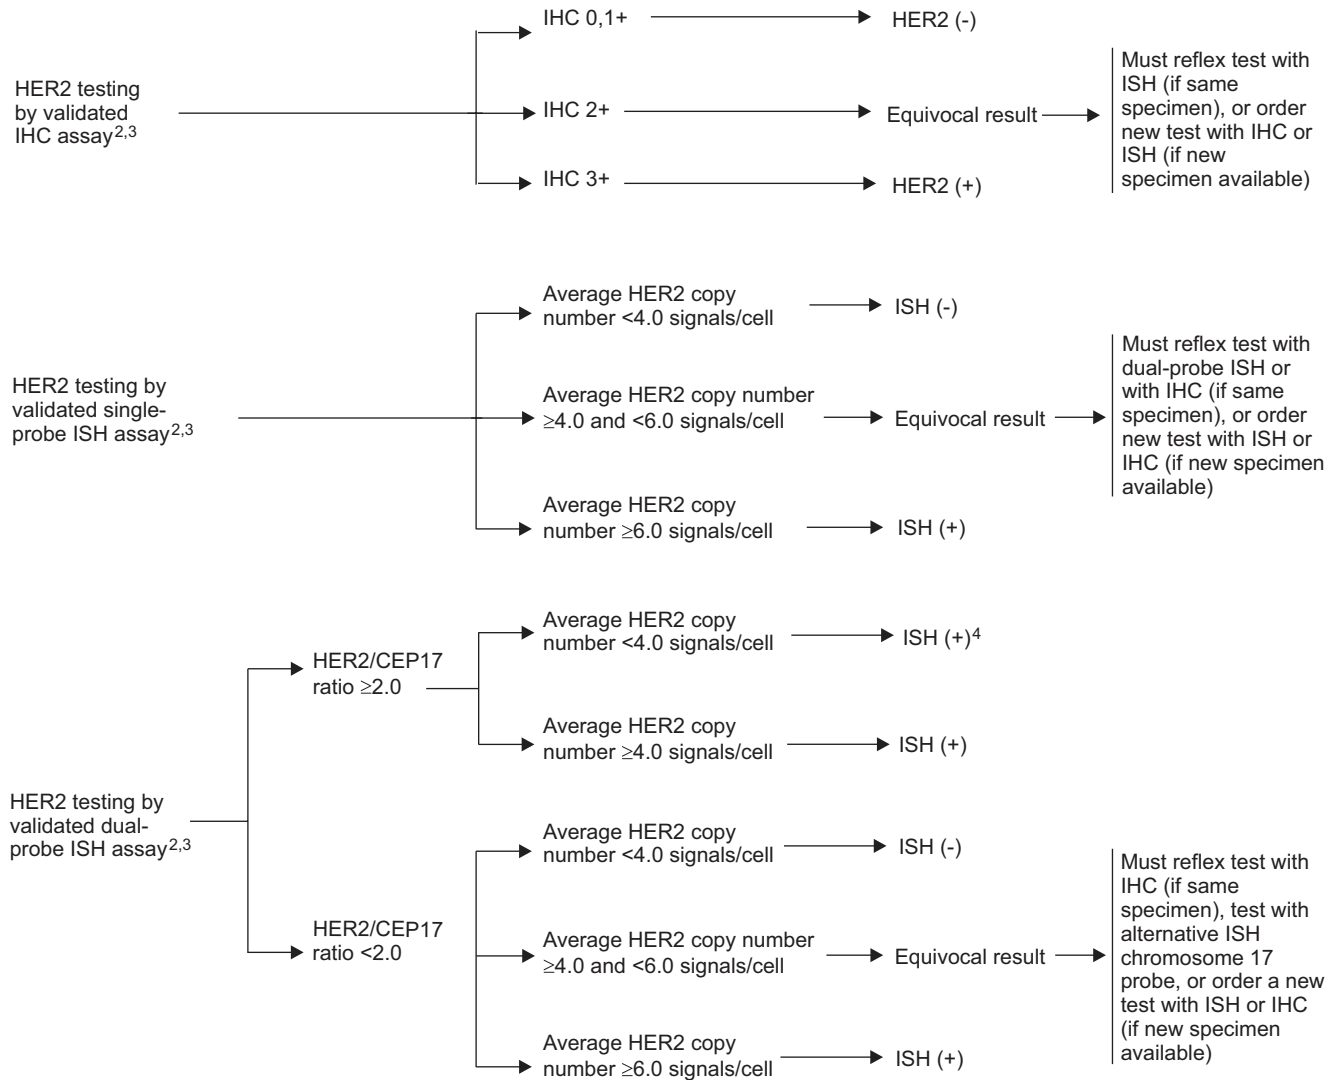 HER2 testing
by validated
IHC assay2,3
IHC 0,1+
HER2 (-)
IHC 2+
Equivocal result
Must reflex test with
ISH (if same
specimen), or order
new test with IHC or
ISH (if new
specimen available)
IHC 3+
HER2 (+)
HER2 testing by
validated single-
probe ISH assay2,3
Average HER2 copy
number <4.0 signals/cell
ISH (-)
Average HER2 copy number
≥4.0 and <6.0 signals/cell
Equivocal result
Must reflex test with
dual-probe ISH or
with IHC (if same
specimen), or order
new test with ISH or
IHC (if new specimen
available)
Average HER2 copy
number ≥6.0 signals/cell
ISH (+)
HER2 testing by
validated dual-
probe ISH assay2,3
HER2/CEP17
ratio ≥2.0
Average HER2 copy
number <4.0 signals/cell
ISH (+)4
Average HER2 copy
number ≥4.0 signals/cell
ISH (+)
HER2/CEP17
ratio <2.0
Average HER2 copy
number <4.0 signals/cell
ISH (-)
Average HER2 copy number
≥4.0 and <6.0 signals/cell
Equivocal result
Must reflex test with
IHC (if same
specimen), test with
alternative ISH
chromosome 17
probe, or order a new
test with ISH or IHC
(if new specimen
available)
Average HER2 copy
number ≥6.0 signals/cell
ISH (+)